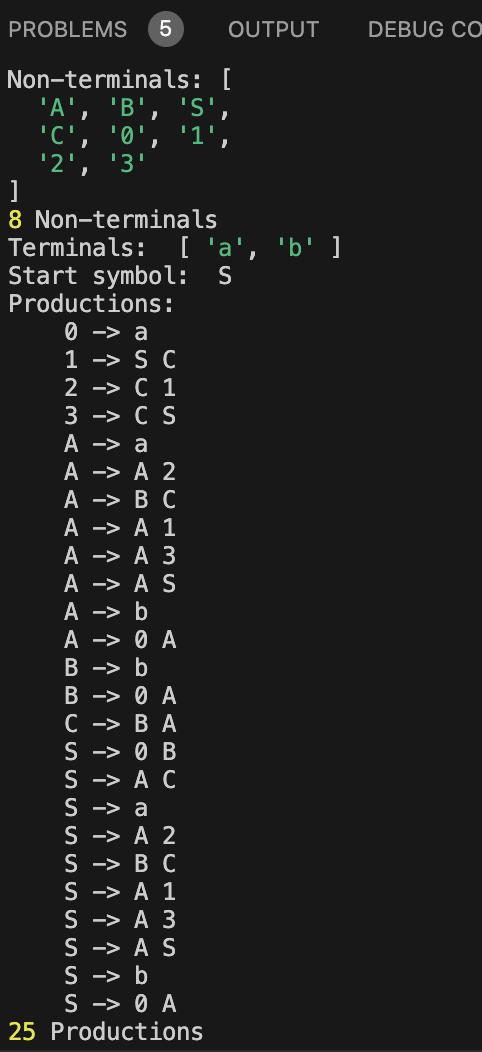 PROBLEMS 5 OUTPUT DEBUG CO
Non-terminals: [
'A', 'B', 'S',
'C', '0', '1',
'2', '3'
]
8 Non-terminals
Terminals: [ 'a', 'b' ]
Start symbol: S
Productions:
0 -> a
1 -> S C
2 -> C 1
3 -> C S
A -> a
A -> A 2
A -> B C
A -> A 1
A -> A 3
A -> A S
A -> b
A -> 0 A
B -> b
B -> 0 A
C -> B A
S -> 0 B
S -> A C
S -> a
S -> A 2
S -> B C
S -> A 1
S -> A 3
S -> A S
S -> b
S -> 0 A
25 Productions